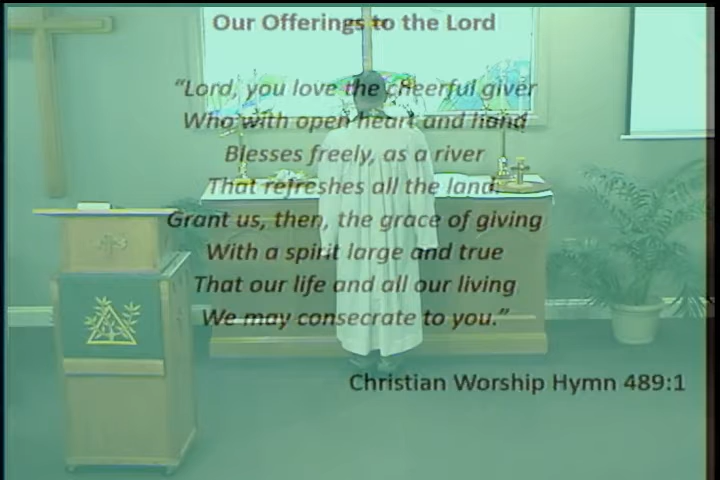 Our Offerings to the Lord
“Lord, you love the cheerful giver
Who with open heart and hand
Blesses freely, as a river
That refreshes all the land.
Grant us, then, the grace of giving
With a spirit large and true
That our life and all our living
We may consecrate to you.”
Christian Worship Hymn 489:1